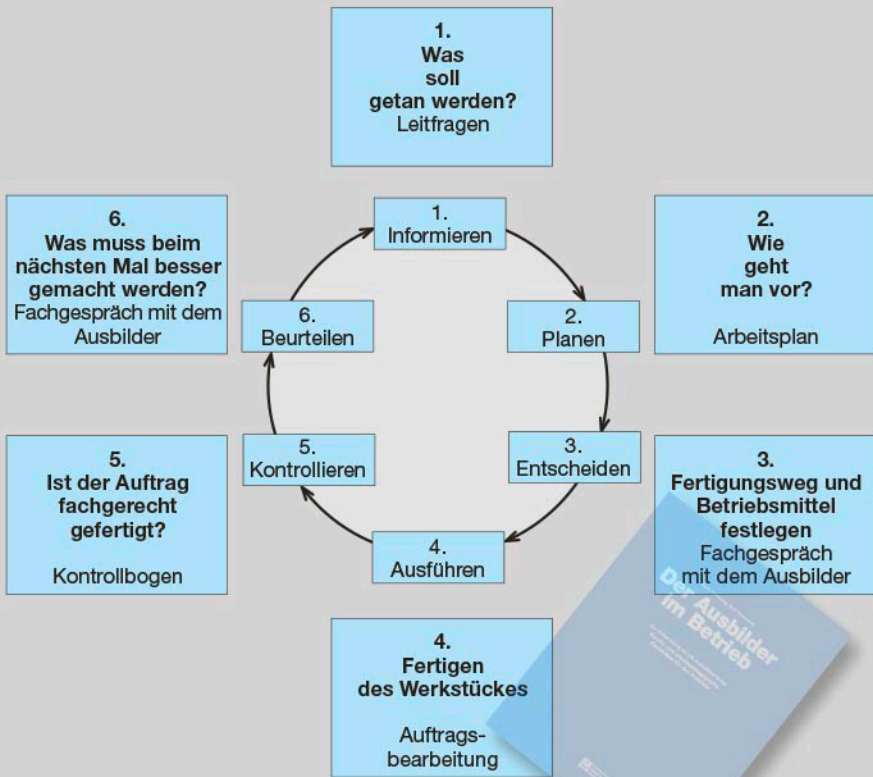 1.
Was
soll
getan werden?
Leitfragen
6.
Was muss beim
nächsten Mal besser
gemacht werden?
Fachgespräch mit dem
Ausbilder
1.
Informieren
2.
Wie
geht
man vor?
Arbeitsplan
6.
Beurteilen
2.
Planen
5.
Ist der Auftrag
fachgerecht
gefertigt?
Kontrollbogen
5.
Kontrollieren
3.
Entscheiden
3.
Fertigungsweg und
Betriebsmittel
festlegen
Fachgespräch
mit dem Ausbilder
4.
Ausführen
4.
Fertigen
des Werkstückes
Auftrags-
bearbeitung
Der Ausbilder
im Betrieb